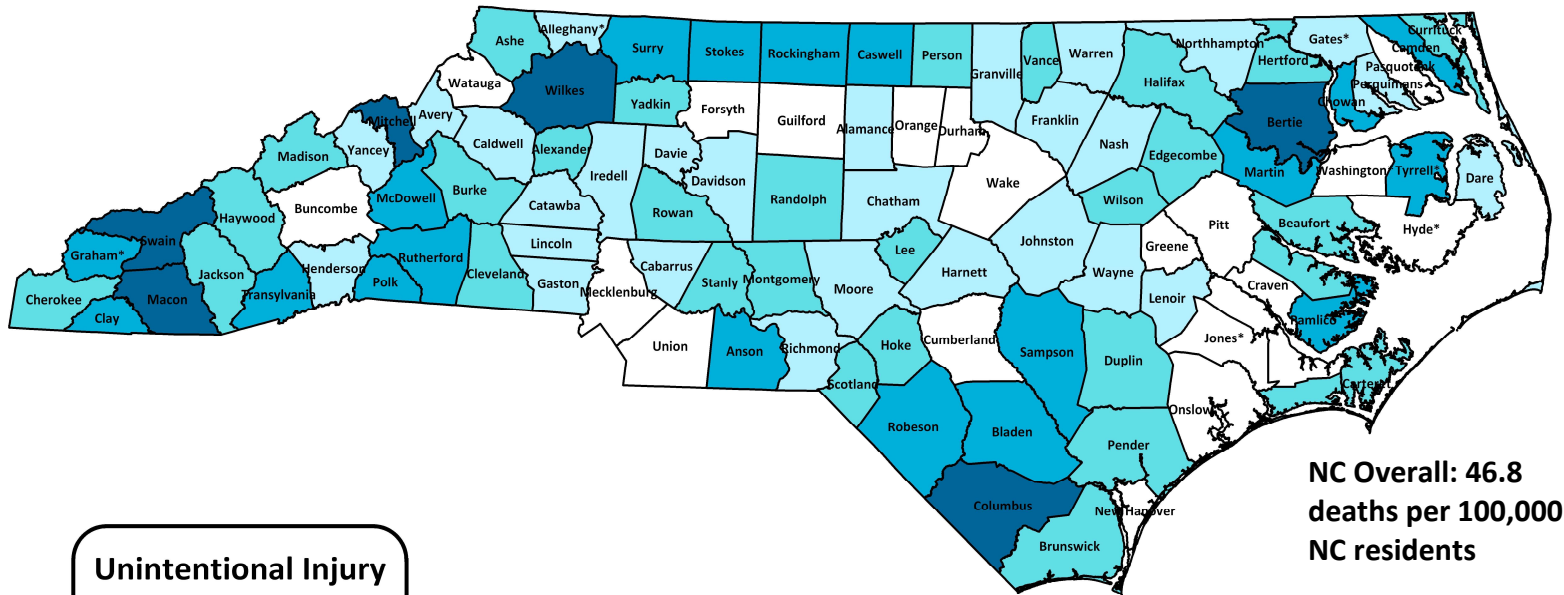 Alleghany*
Ashe
Surry
Stokes
Rockingham
Caswell
Person
Granville
Vance
Warren
Northhampton
Gates*
Currituck
Camden
Hertford
Pasquotank
Perquimans
Chowan
Halifax
Watauga
Wilkes
Yadkin
Forsyth
Guilford
Alamance
Orange
Durham
Franklin
Nash
Bertie
Mitchell
Avery
Caldwell
Alexander
Davie
Iredell
Davidson
Edgecombe
Martin
Washington
Tyrrell*
Dare
Madison
Yancey
Burke
McDowell
Buncombe
Haywood
Catawba
Rowan
Randolph
Chatham
Wake
Wilson
Pitt
Beaufort
Hyde*
Swain
Graham*
Jackson
Cherokee
Macon
Clay
Transylvania
Henderson
Polk
Rutherford
Cleveland
Lincoln
Gaston
Mecklenburg
Cabarrus
Stanly
Montgomery
Moore
Lee
Harnett
Johnston
Wayne
Greene
Lenoir
Craven
Pamlico
Jones*
Union
Anson
Richmond
Scotland
Hoke
Cumberland
Sampson
Duplin
Onslow
Carteret
Robeson
Bladen
Pender
Columbus
Brunswick
New Hanover
NC Overall: 46.8
deaths per 100,000
NC residents
Unintentional Injury